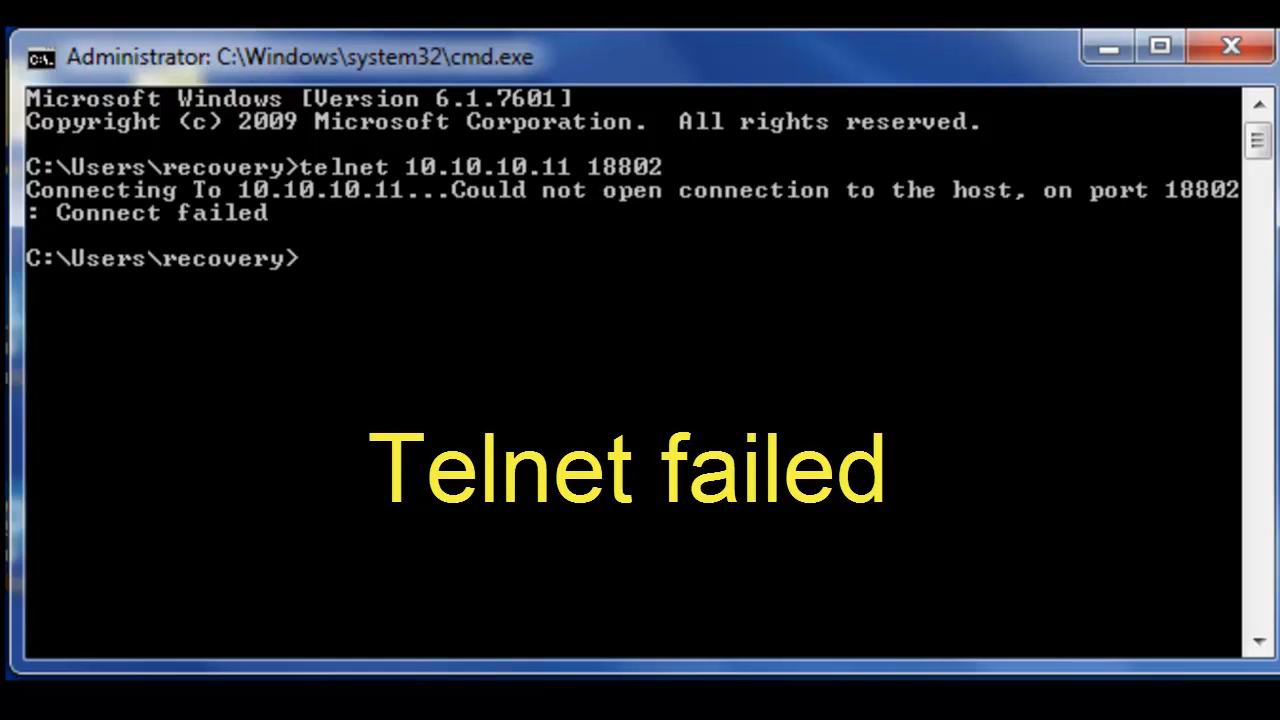 Administrator: C:\Windows\system32\cmd.exe
Microsoft Windows [Version 6.1.7601]
Copyright (c) 2009 Microsoft Corporation.  All rights reserved.
C:\Users\recovery>telnet 10.10.10.11 18802
Connecting To 10.10.10.11...Could not open connection to the host, on port 18802
: Connect failed
C:\Users\recovery>
Telnet failed